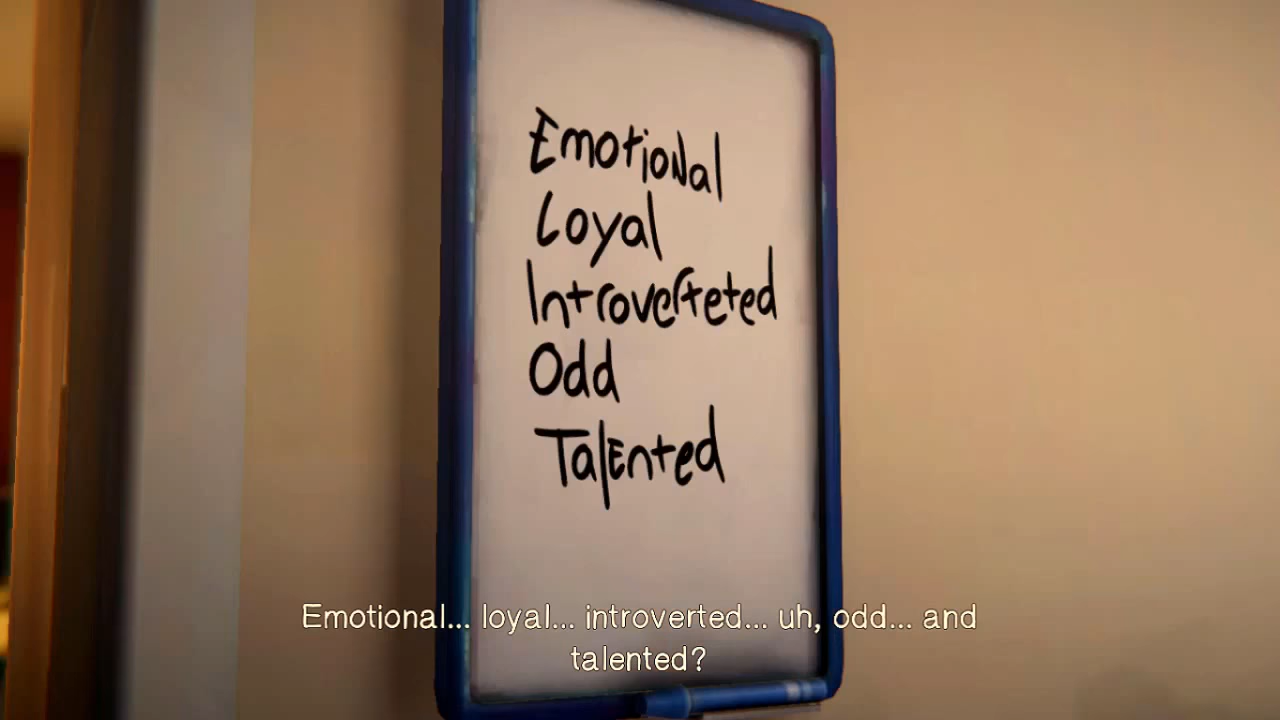 Emotional
Loyal
Introverteted
Odd
Talented
Emotional... loyal... introverted... uh, odd... and
talented?